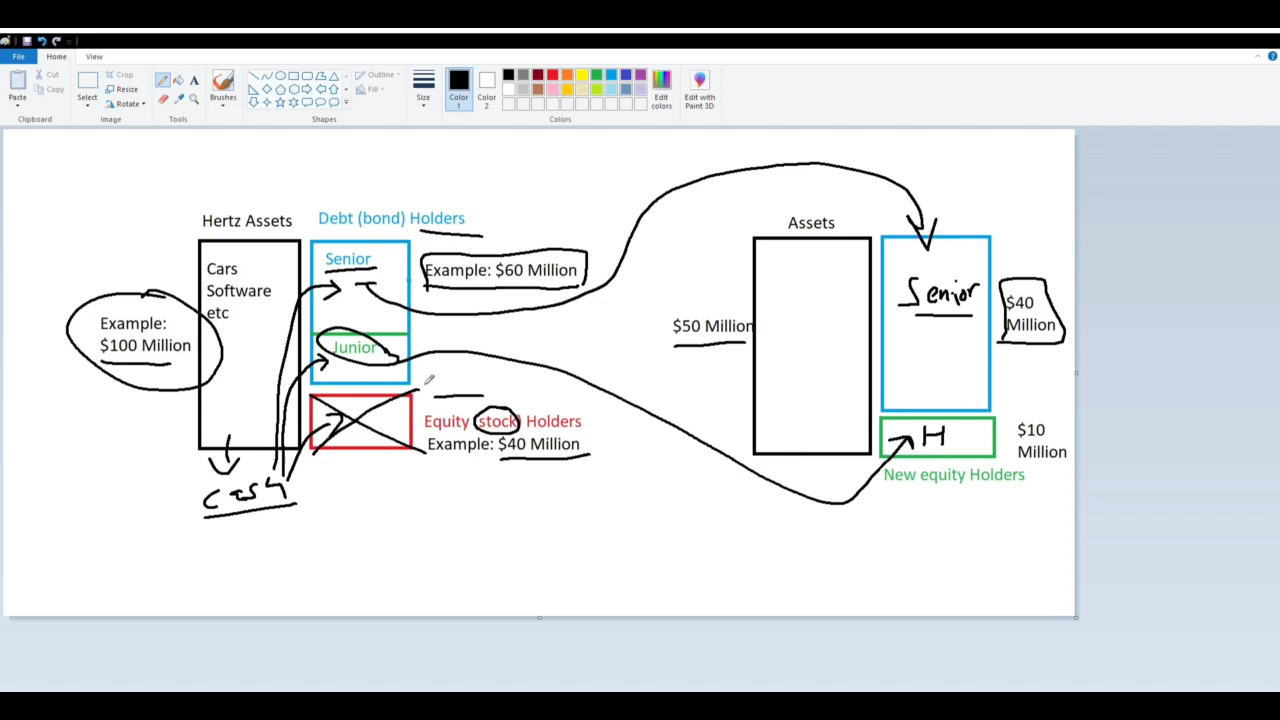 File
Home
View
Paste
Cut
Copy
Clipboard
Select
Crop
Resize
Rotate
Image
A
Tools
Brushes
Outline
Fill
Shapes
Size
Color
1
Color
2
Edit
colors
Colors
Edit with
Paint 3D
Hertz Assets
Debt (bond) Holders
Cars
Software
etc
Senior
Example: $60 Million
Example:
$100 Million
Junior
Equity (stock) Holders
Example: $40 Million
cash
Assets
$50 Million
Senior
$40
Million
H
$10
Million
New equity Holders